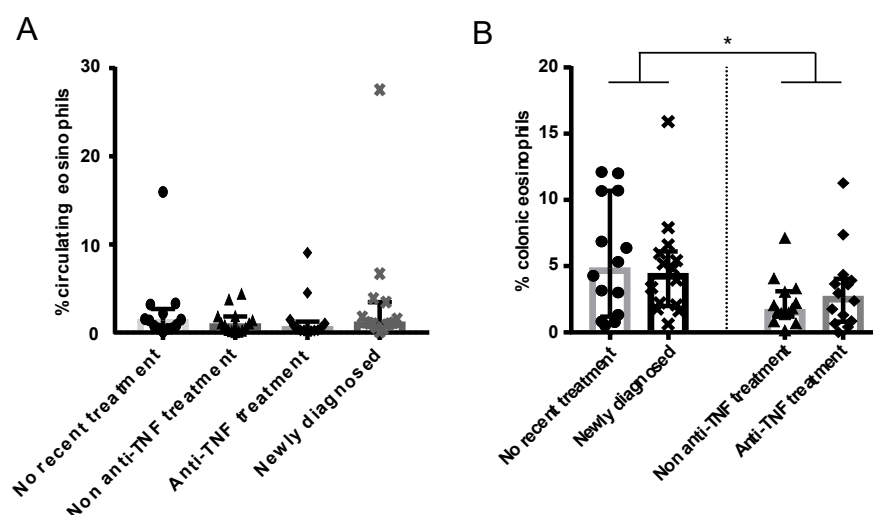 A
%circulating eosinophils
30
20
10
0
No recent treatment
Non anti-TNF treatment
Anti-TNF treatment
Newly diagnosed
B
*
% colonic eosinophils
20
15
10
5
0
No recent treatment
Newly diagnosed
Non anti-TNF treatment
Anti-TNF treatment